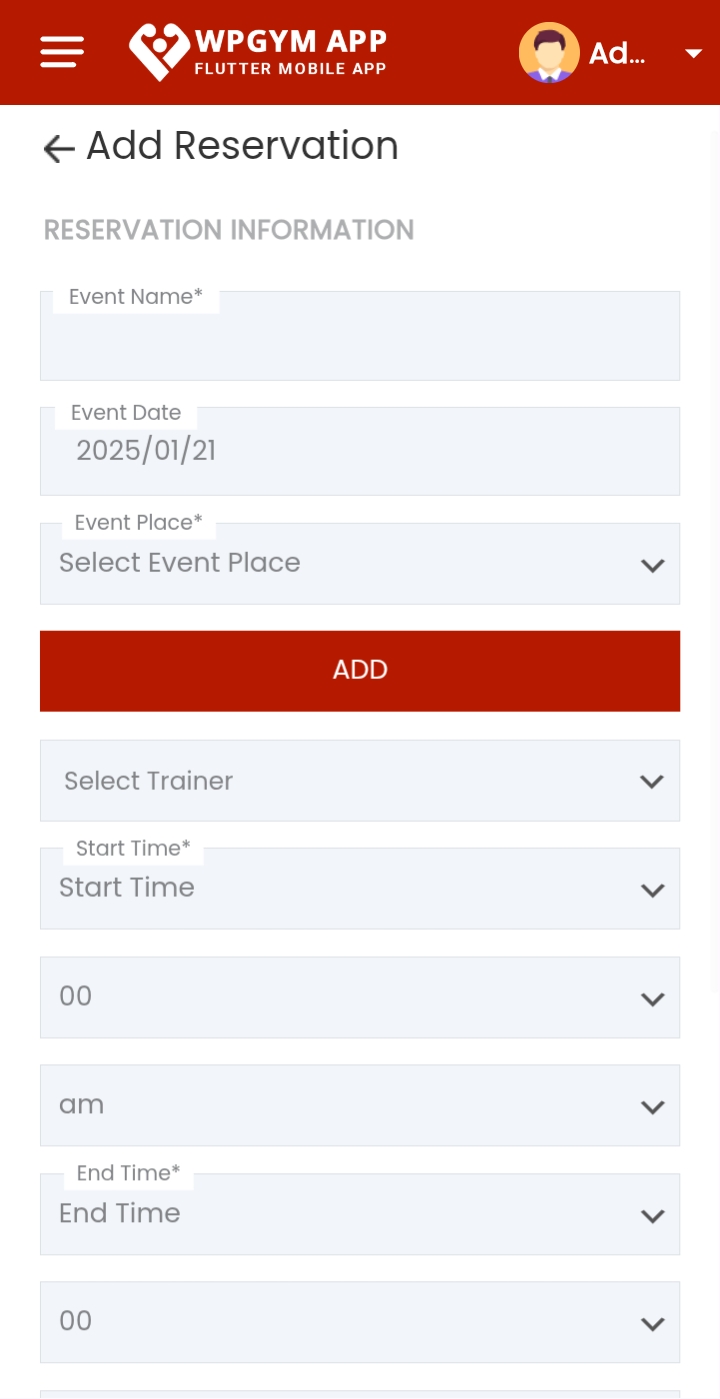 WPGYM APP
FLUTTER MOBILE APP
Ad...
Add Reservation
RESERVATION INFORMATION
Event Name*
Event Date
2025/01/21
Event Place*
Select Event Place
ADD
Select Trainer
Start Time*
Start Time
00
am
End Time*
End Time
00